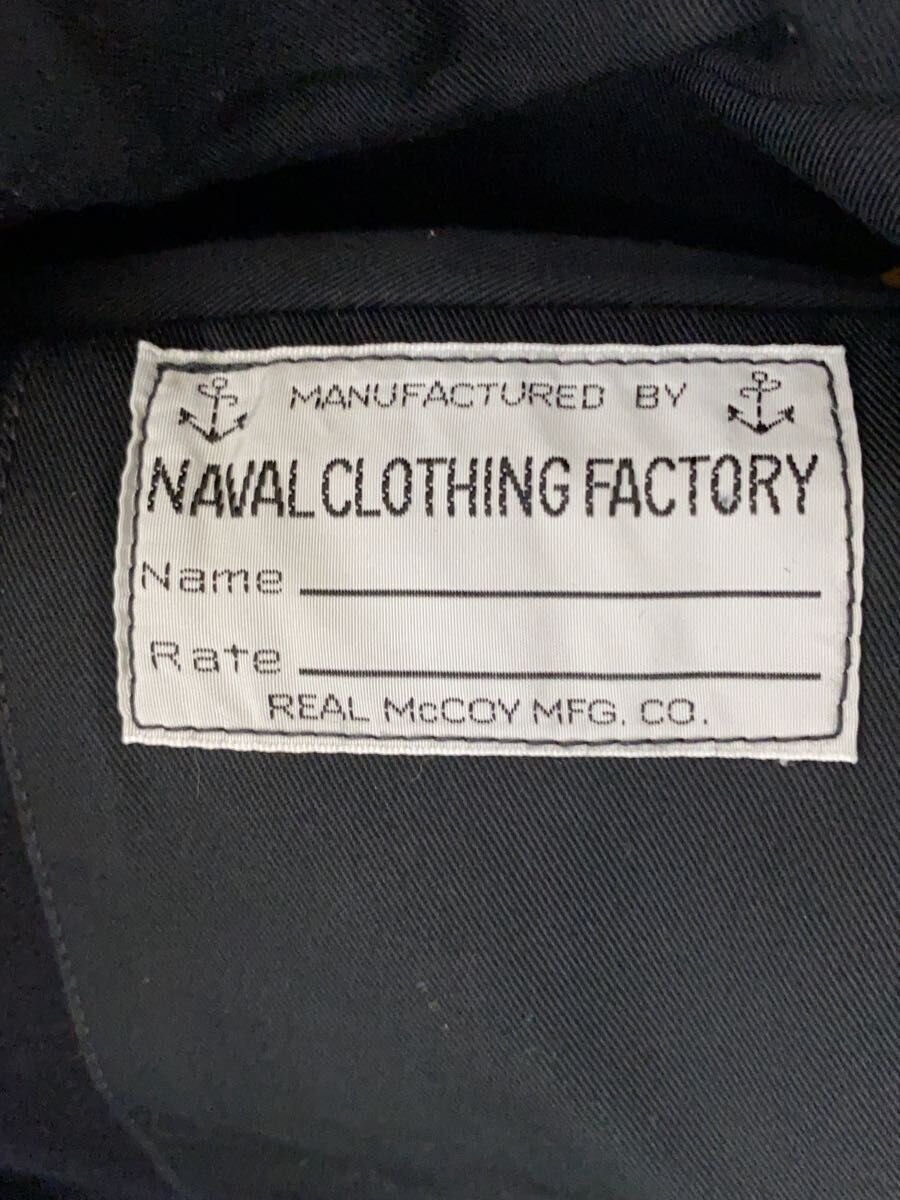 MANUFACTURED BY
NAVAL CLOTHING FACTORY
Name
Rate
REAL McCOY MFG. CO.